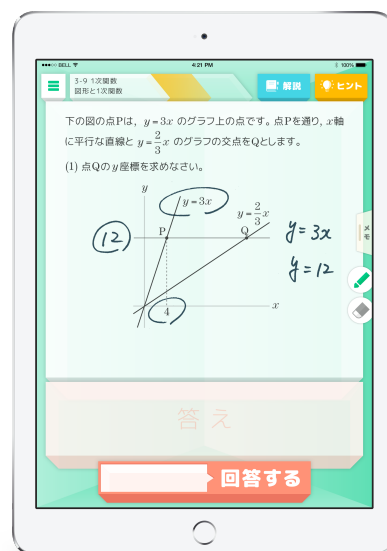 ●●●○○ BELL 4:21 PM 100%
3-9 1次関数
図形と1次関数
解説
ヒント
下の図の点Pは, y=3x のグラフ上の点です。点Pを通り, x軸
に平行な直線と y=2/3x のグラフの交点をQとします。
(1) 点Qのy座標を求めなさい。
y
y=3x
y=2/3x
12
P
Q
y=3x
y=12
4
x
メモ
答え
回答する